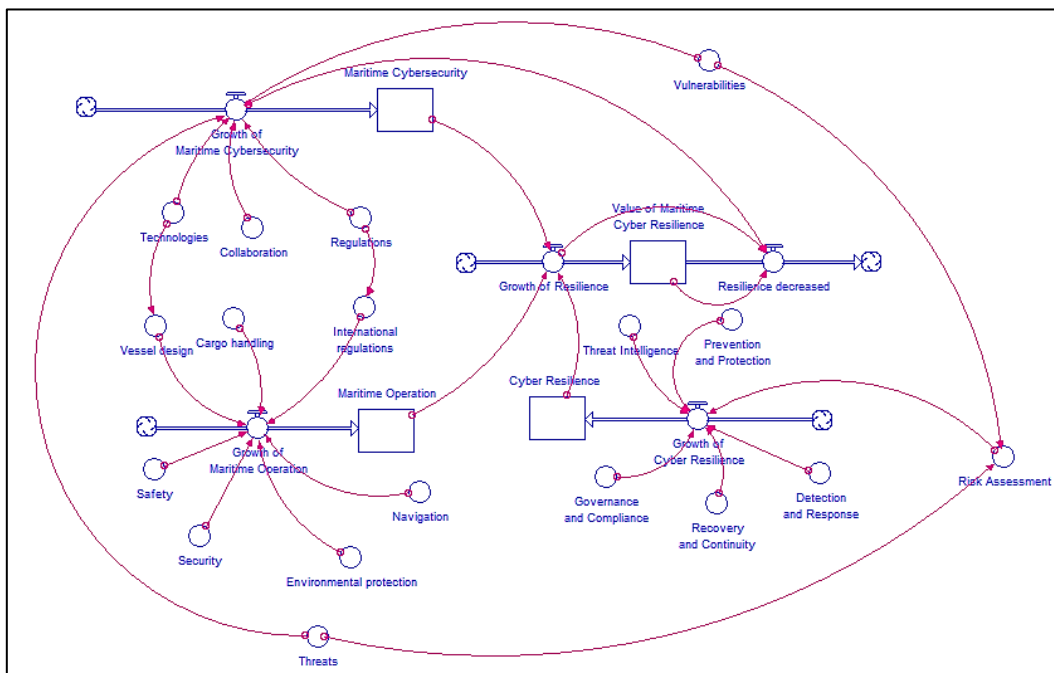 Maritime Cybersecurity
Vulnerabilities
Growth of
Maritime Cybersecurity
Technologies
Collaboration
Regulations
Value of Maritime
Cyber Resilience
Growth of Resilience
Resilience decreased
Vessel design
Cargo handling
International
regulations
Threat Intelligence
Prevention
and Protection
Maritime Operation
Cyber Resilience
Growth of
Maritime Operation
Growth of
Cyber Resilience
Safety
Navigation
Governance
and Compliance
Detection
and Response
Risk Assessment
Security
Recovery
and Continuity
Environmental protection
Threats